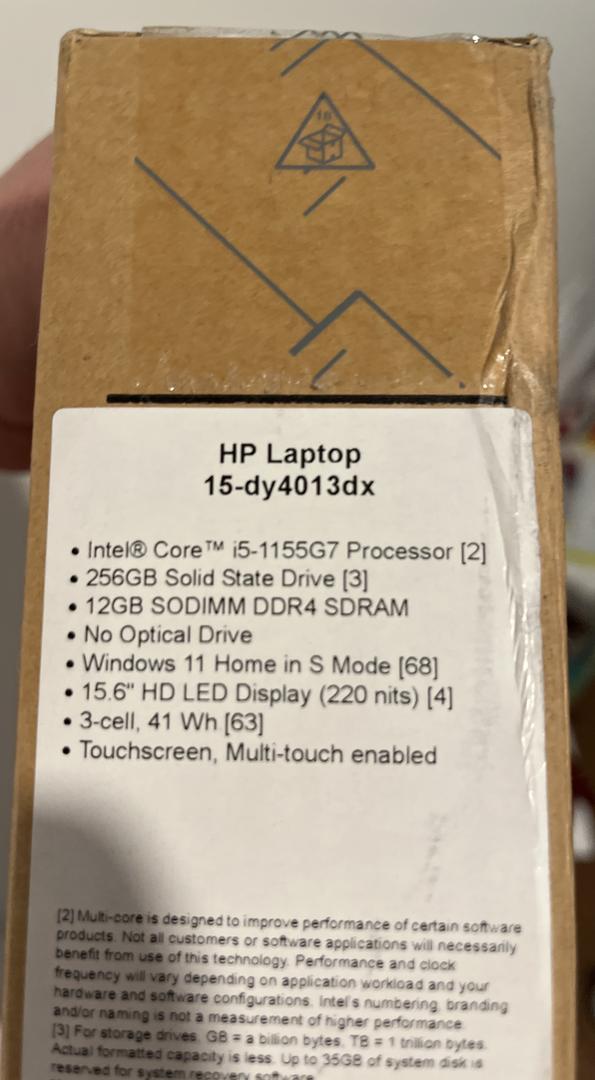 HP Laptop
15-dy4013dx
• Intel® Core™ i5-1155G7 Processor [2]
• 256GB Solid State Drive [3]
• 12GB SODIMM DDR4 SDRAM
• No Optical Drive
• Windows 11 Home in S Mode [68]
• 15.6" HD LED Display (220 nits) [4]
• 3-cell, 41 Wh [63]
• Touchscreen, Multi-touch enabled
[2] Multi-core is designed to improve performance of certain software
products. Not all customers or software applications will necessarily
benefit from use of this technology. Performance and clock
frequency will vary depending on application workload and your
hardware and software configurations. Intel's numbering, branding
and/or naming is not a measurement of higher performance.
[3] For storage drives, GB = a billion bytes. TB = 1 trillion bytes.
Actual formatted capacity is less. Up to 35GB of system disk is
reserved for system recovery software.